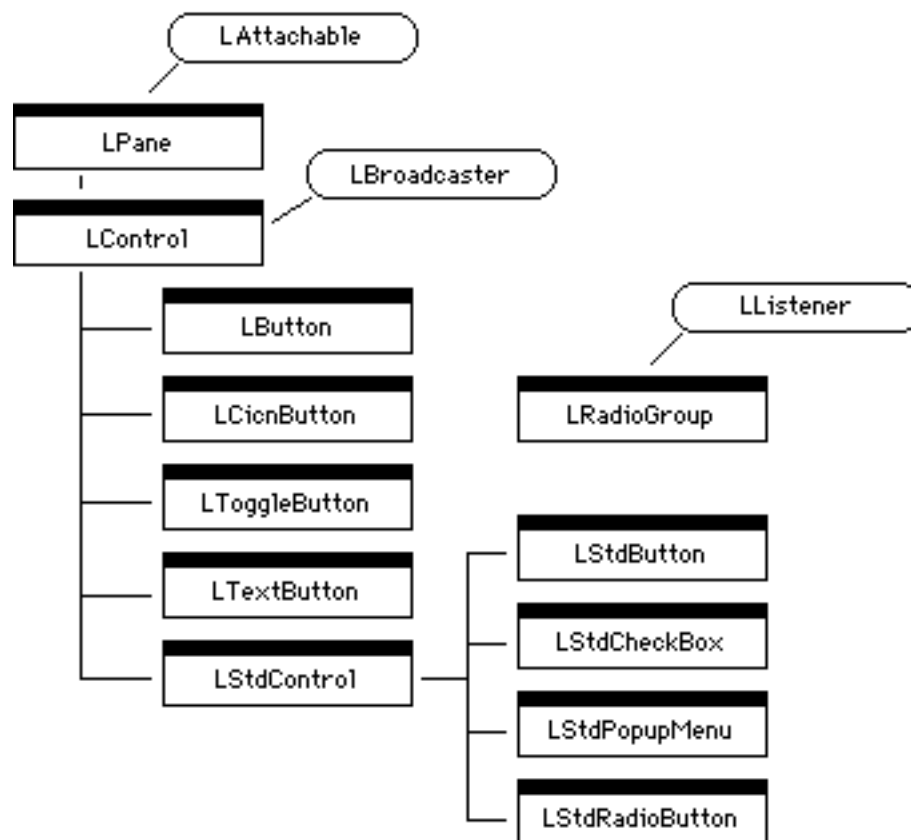 LAttachable
LPane
LBroadcaster
LControl
LButton
LListener
LCicnButton
LRadioGroup
LToggleButton
LStdButton
LTextButton
LStdCheckBox
LStdControl
LStdPopupMenu
LStdRadioButton